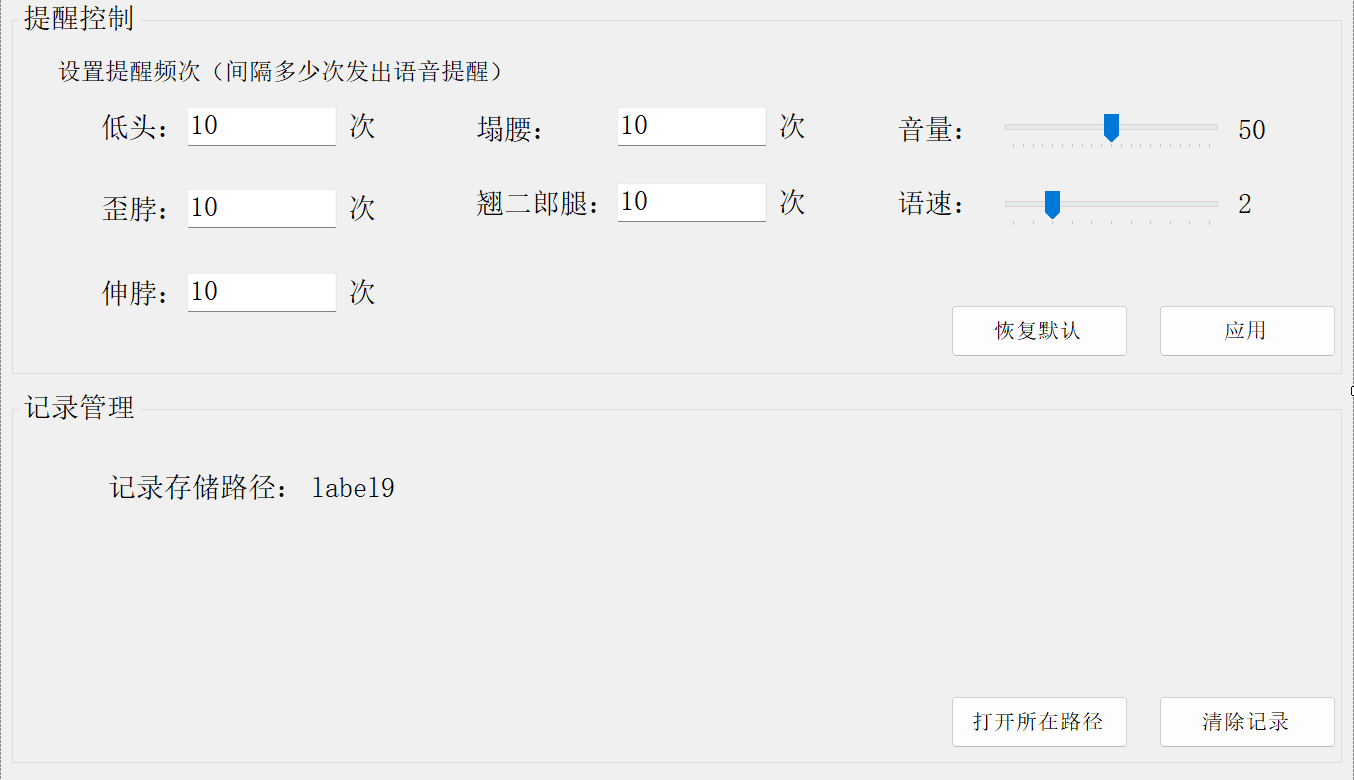 提醒控制
设置提醒频次（间隔多少次发出语音提醒）
低头： 10 次 塌腰： 10 次 音量： 50
歪脖： 10 次 翘二郎腿： 10 次 语速： 2
伸脖： 10 次
恢复默认 应用
记录管理
记录存储路径： label9
打开所在路径 清除记录